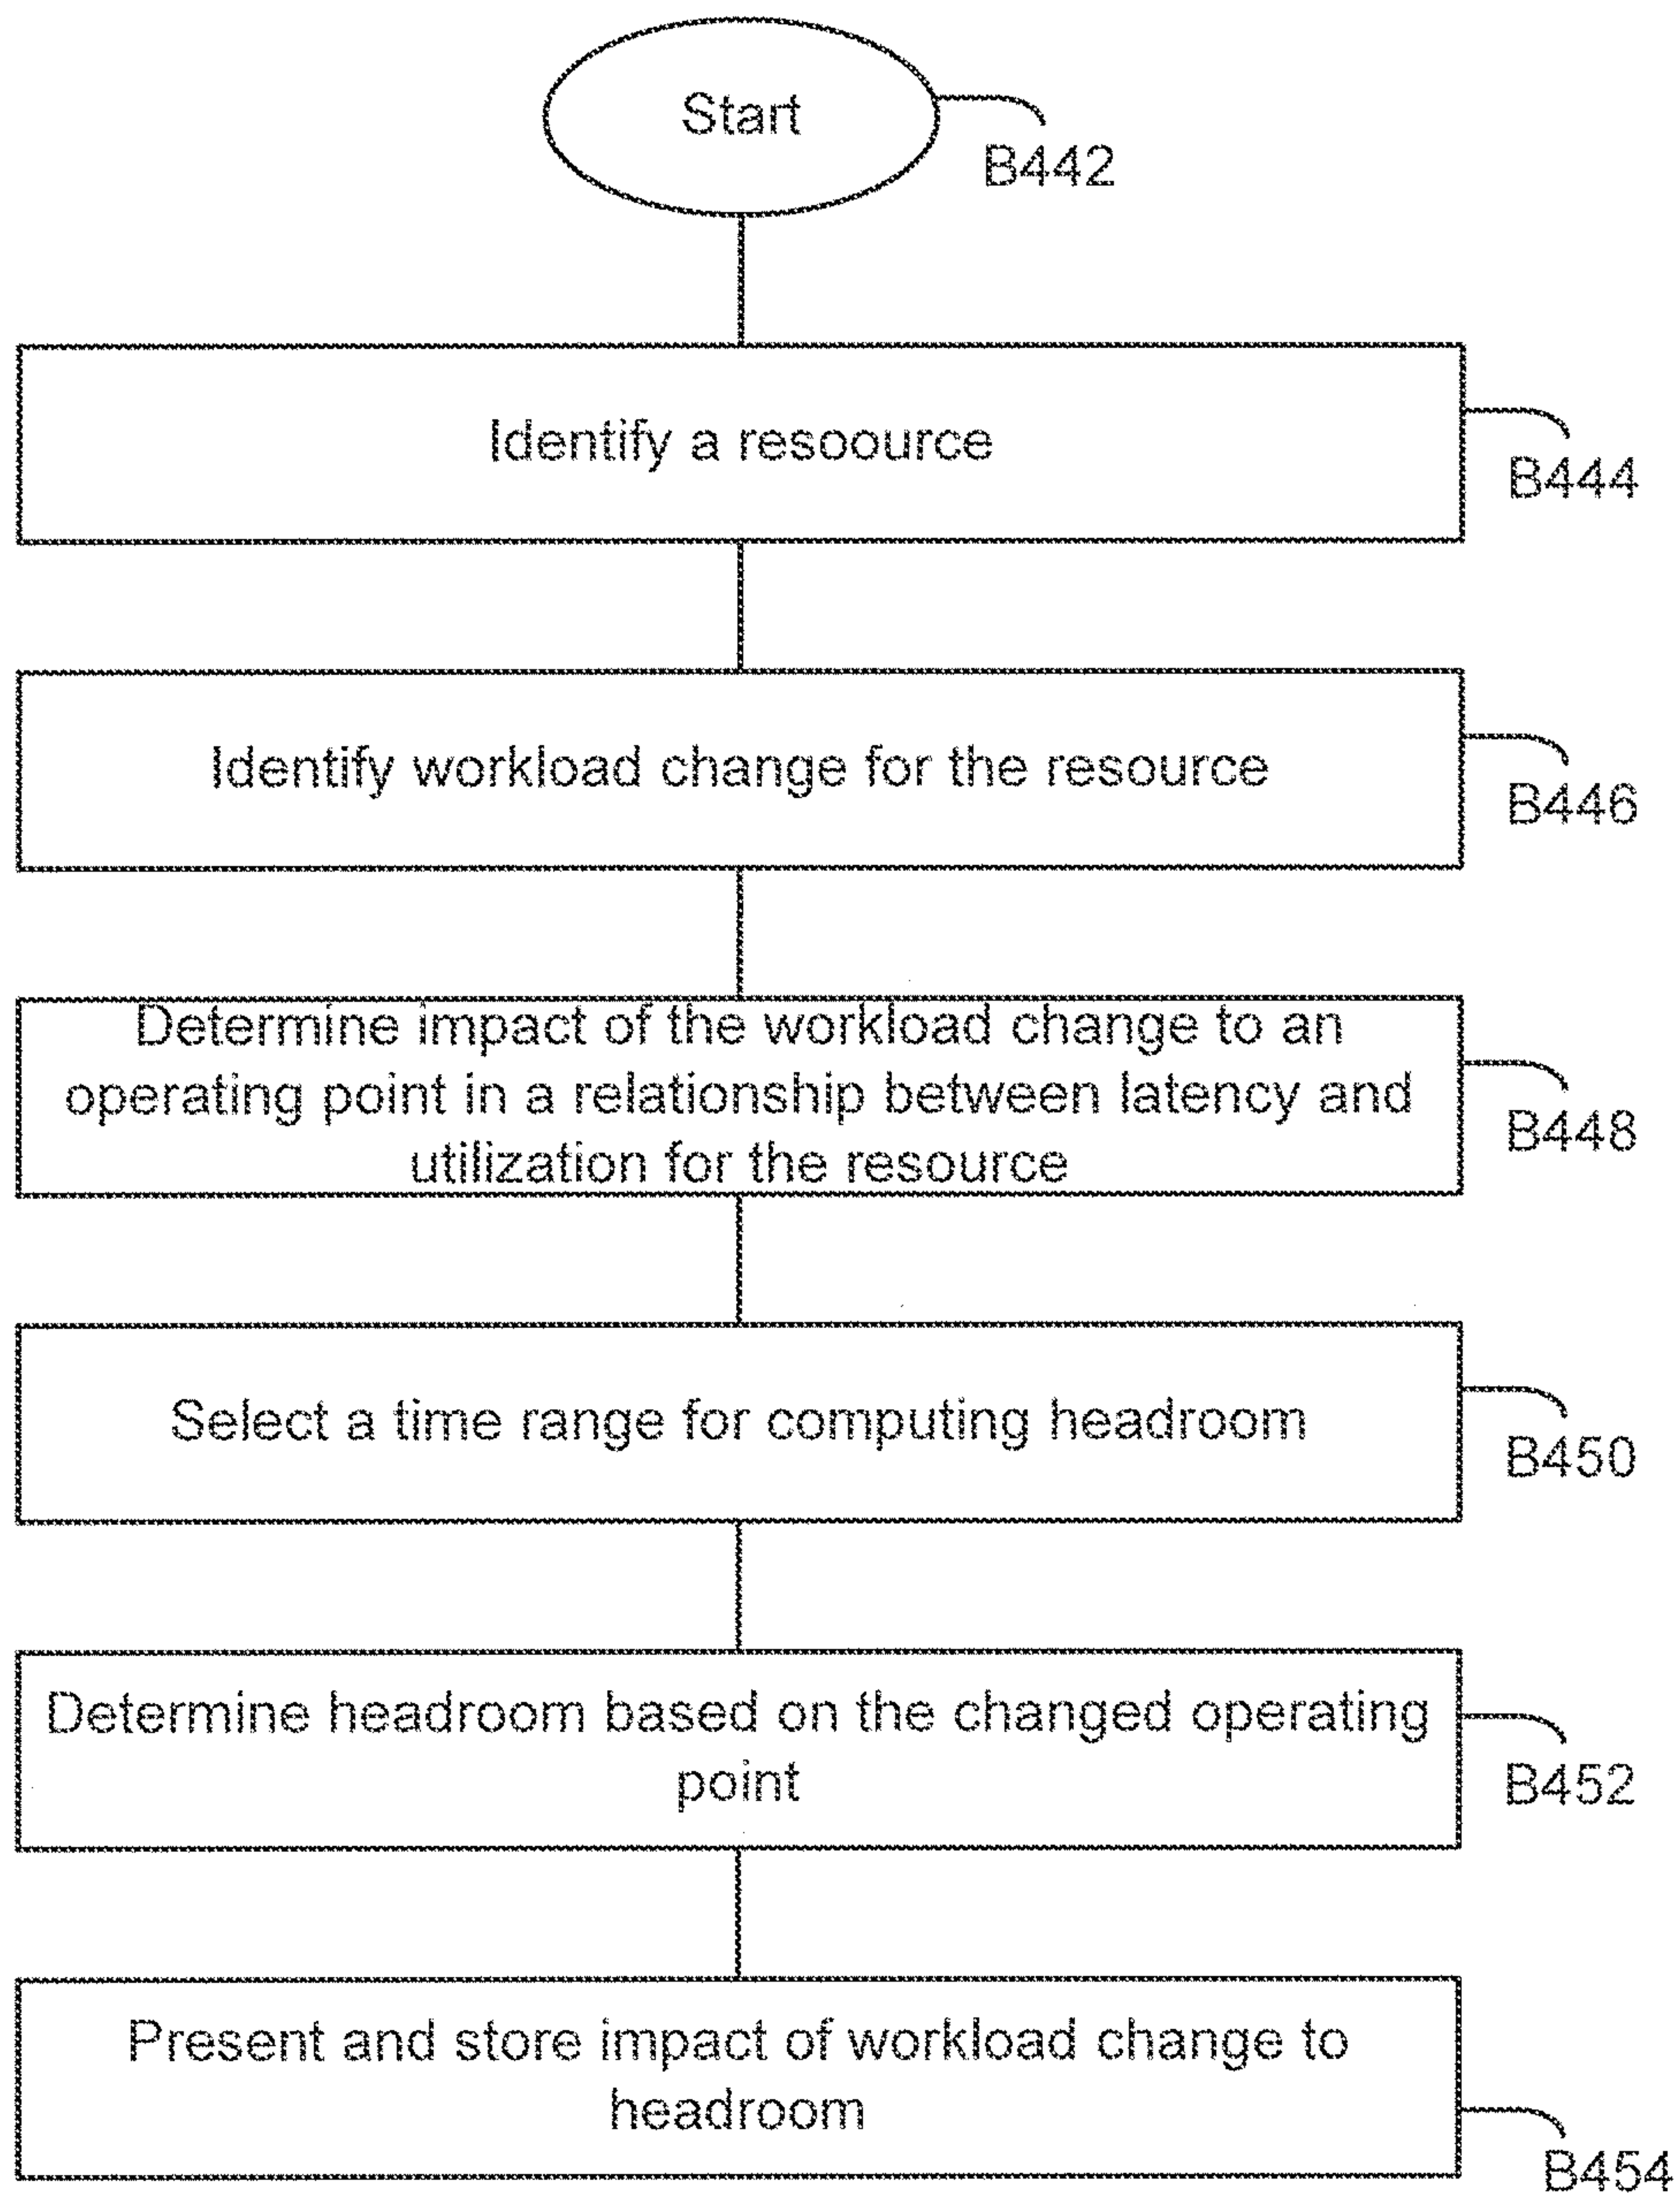 Start
B442
Identify a resoource
B444
Identify workload change for the resource
B446
Determine impact of the workload change to an
operating point in a relationship between latency and
utilization for the resource
B448
Select a time range for computing headroom
B450
Determine headroom based on the changed operating
point
B452
Present and store impact of workload change to
headroom
B454